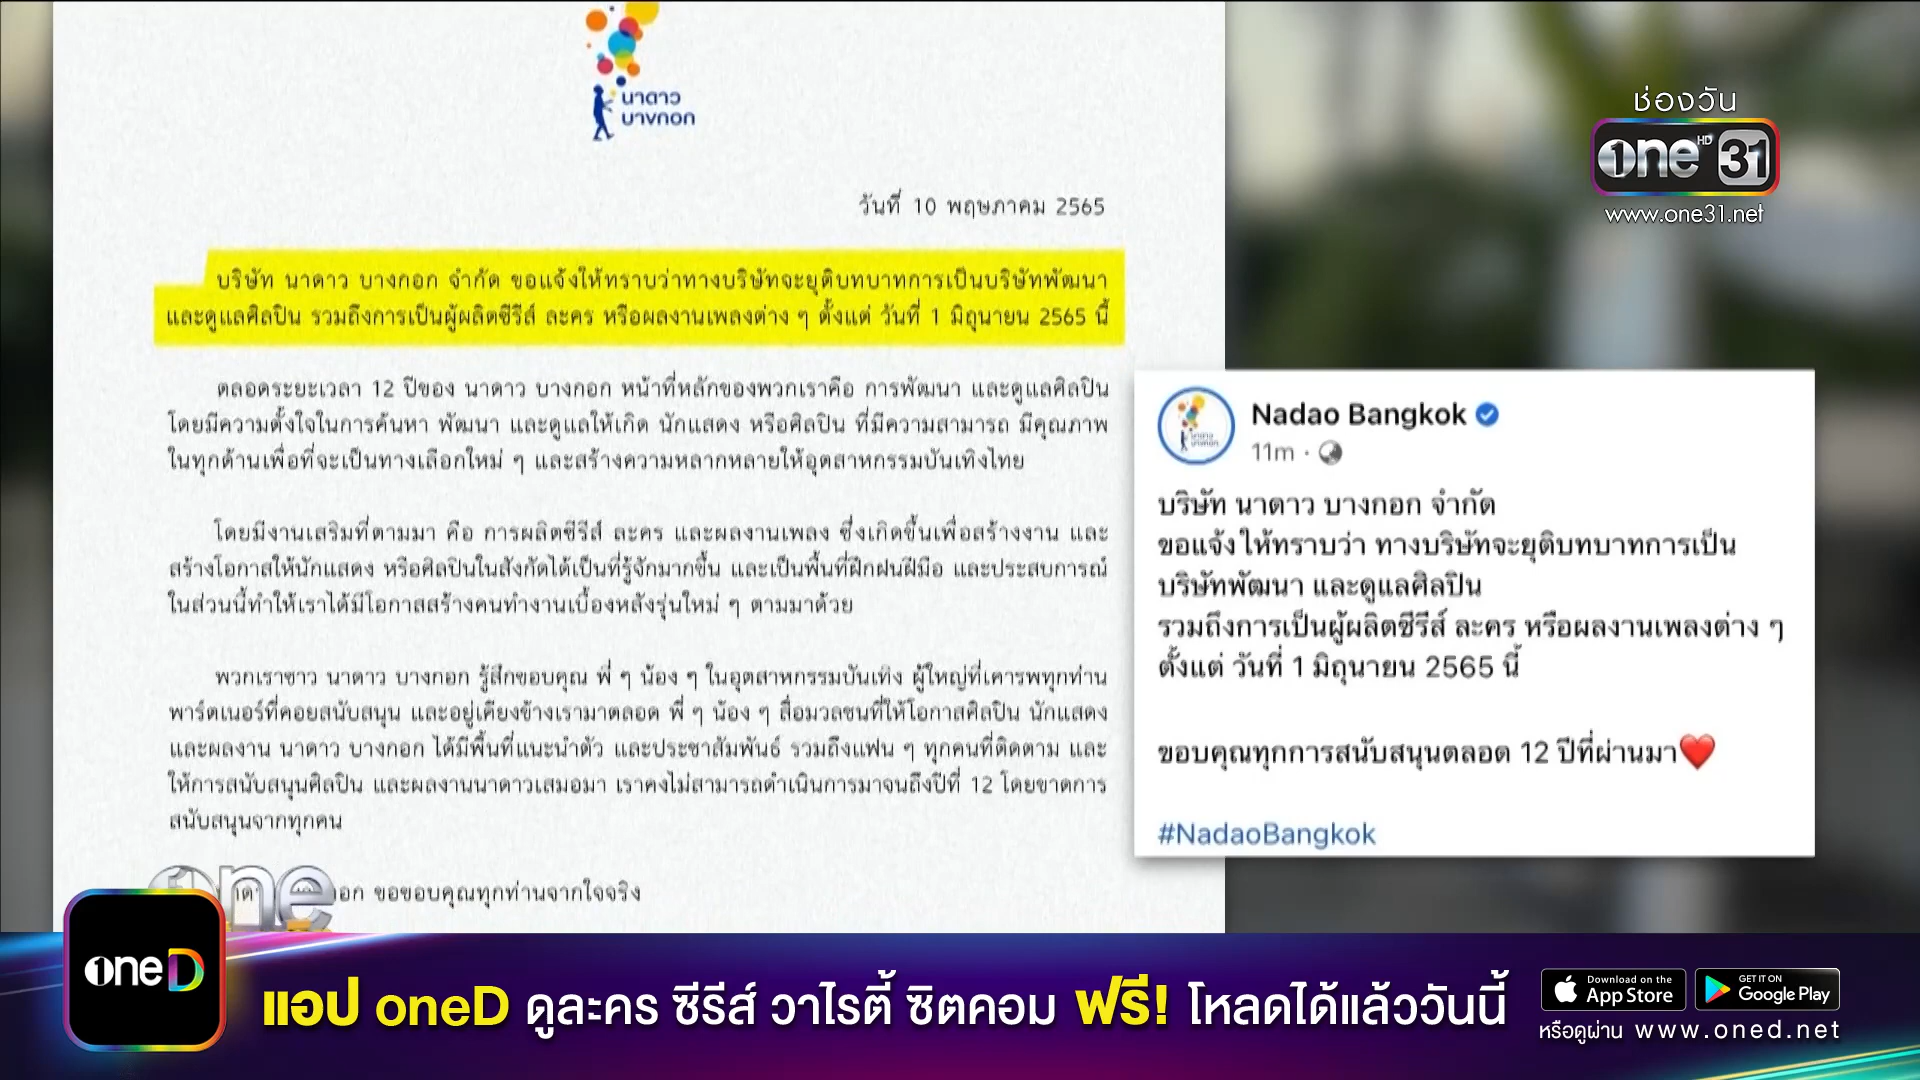 นาดาว
บางกอก
วันที่ 10 พฤษภาคม 2565
บริษัท นาดาว บางกอก จำกัด ขอแจ้งให้ทราบว่าทางบริษัทจะยุติบทบาทการเป็นบริษัทพัฒนา
และดูแลศิลปิน รวมถึงการเป็นผู้ผลิตซีรีส์ ละคร หรือผลงานเพลงต่าง ๆ ตั้งแต่ วันที่ 1 มิถุนายน 2565 นี้
ตลอดระยะเวลา 12 ปีของ นาดาว บางกอก หน้าที่หลักของพวกเราคือ การพัฒนา และดูแลศิลปิน
โดยมีความตั้งใจในการค้นหา พัฒนา และดูแลให้เกิด นักแสดง หรือศิลปิน ที่มีความสามารถ มีคุณภาพ
ในทุกด้านเพื่อที่จะเป็นทางเลือกใหม่ ๆ และสร้างความหลากหลายให้อุตสาหกรรมบันเทิงไทย
โดยมีงานเสริมที่ตามมา คือ การผลิตซีรีส์ ละคร และผลงานเพลง ซึ่งเกิดขึ้นเพื่อสร้างงาน และ
สร้างโอกาสให้นักแสดง หรือศิลปินในสังกัดได้เป็นที่รู้จักมากขึ้น และเป็นพื้นที่ฝึกฝนฝีมือ และประสบการณ์
ในส่วนนี้ทำให้เราได้มีโอกาสสร้างคนทำงานเบื้องหลังรุ่นใหม่ ๆ ตามมาด้วย
พวกเราชาว นาดาว บางกอก รู้สึกขอบคุณ พี่ ๆ น้อง ๆ ในอุตสาหกรรมบันเทิง ผู้ใหญ่ที่เคารพทุกท่าน
พาร์ตเนอร์ที่คอยสนับสนุน และอยู่เคียงข้างเรามาตลอด พี่ ๆ น้อง ๆ สื่อมวลชนที่ให้โอกาสศิลปิน นักแสดง
และผลงาน นาดาว บางกอก ได้มีพื้นที่แนะนำตัว และประชาสัมพันธ์ รวมถึงแฟน ๆ ทุกคนที่ติดตาม และ
ให้การสนับสนุนศิลปิน และผลงานนาดาวเสมอมา เราคงไม่สามารถดำเนินการมาจนถึงปีที่ 12 โดยขาดการ
สนับสนุนจากทุกคน
ขอขอบคุณทุกท่านจากใจจริง
one
ช่องวัน
one HD 31
www.one31.net
นาดาว
บางกอก
Nadao Bangkok
11m ·
บริษัท นาดาว บางกอก จำกัด
ขอแจ้งให้ทราบว่า ทางบริษัทจะยุติบทบาทการเป็น
บริษัทพัฒนา และดูแลศิลปิน
รวมถึงการเป็นผู้ผลิตซีรีส์ ละคร หรือผลงานเพลงต่าง ๆ
ตั้งแต่ วันที่ 1 มิถุนายน 2565 นี้
ขอบคุณทุกการสนับสนุนตลอด 12 ปีที่ผ่านมา❤️
#NadaoBangkok
oneD
แอป oneD ดูละคร ซีรีส์ วาไรตี้ ซิตคอม ฟรี! โหลดได้แล้ววันนี้
Download on the
App Store
GET IT ON
Google Play
หรือดูผ่าน www.oned.net